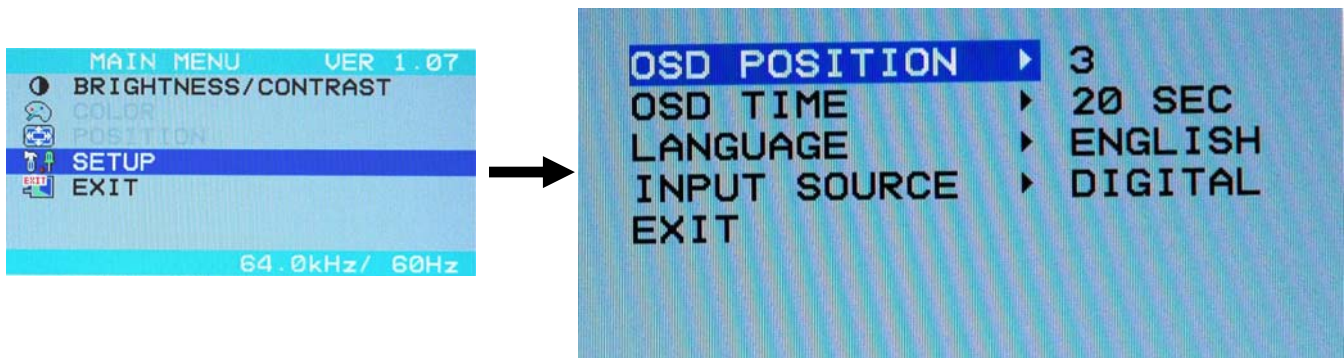 MAIN MENU VER 1.07
BRIGHTNESS/CONTRAST
COLOR
POSITION
SETUP
EXIT
EXIT
64.0kHz/ 60Hz
OSD POSITION ▸ 3
OSD TIME ▸ 20 SEC
LANGUAGE ▸ ENGLISH
INPUT SOURCE ▸ DIGITAL
EXIT